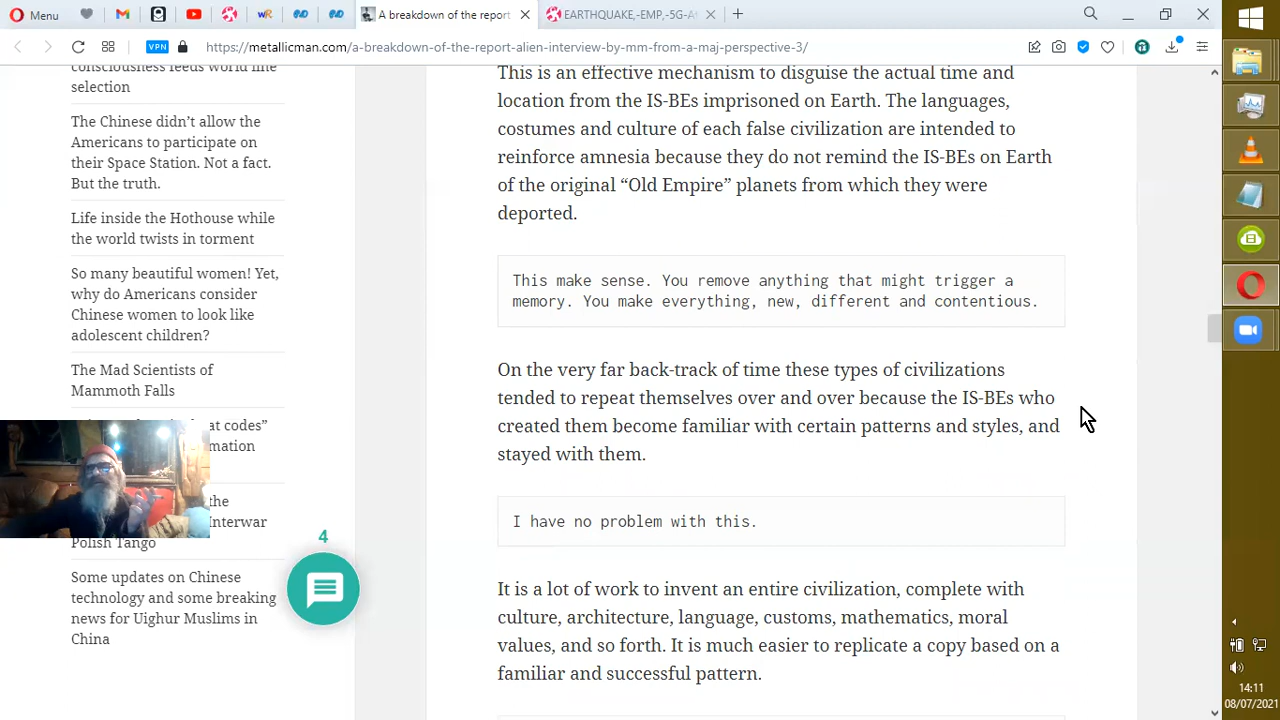 Menu
A breakdown of the report
EARTHQUAKE,-EMP,-5G-A
VPN
https://metallicman.com/a-breakdown-of-the-report-alien-interview-by-mm-from-a-maj-perspective-3/
consciousness feeds world line
selection
The Chinese didn’t allow the
Americans to participate on
their Space Station. Not a fact.
But the truth.
Life inside the Hothouse while
the world twists in torment
So many beautiful women! Yet,
why do Americans consider
Chinese women to look like
adolescent children?
The Mad Scientists of
Mammoth Falls
at codes”
mation
the
Interwar
Polish Tango
Some updates on Chinese
technology and some breaking
news for Uighur Muslims in
China
4
This is an effective mechanism to disguise the actual time and
location from the IS-BEs imprisoned on Earth. The languages,
costumes and culture of each false civilization are intended to
reinforce amnesia because they do not remind the IS-BEs on Earth
of the original “Old Empire” planets from which they were
deported.
This make sense. You remove anything that might trigger a
memory. You make everything, new, different and contentious.
On the very far back-track of time these types of civilizations
tended to repeat themselves over and over because the IS-BEs who
created them become familiar with certain patterns and styles, and
stayed with them.
I have no problem with this.
It is a lot of work to invent an entire civilization, complete with
culture, architecture, language, customs, mathematics, moral
values, and so forth. It is much easier to replicate a copy based on a
familiar and successful pattern.
14:11
08/07/2021